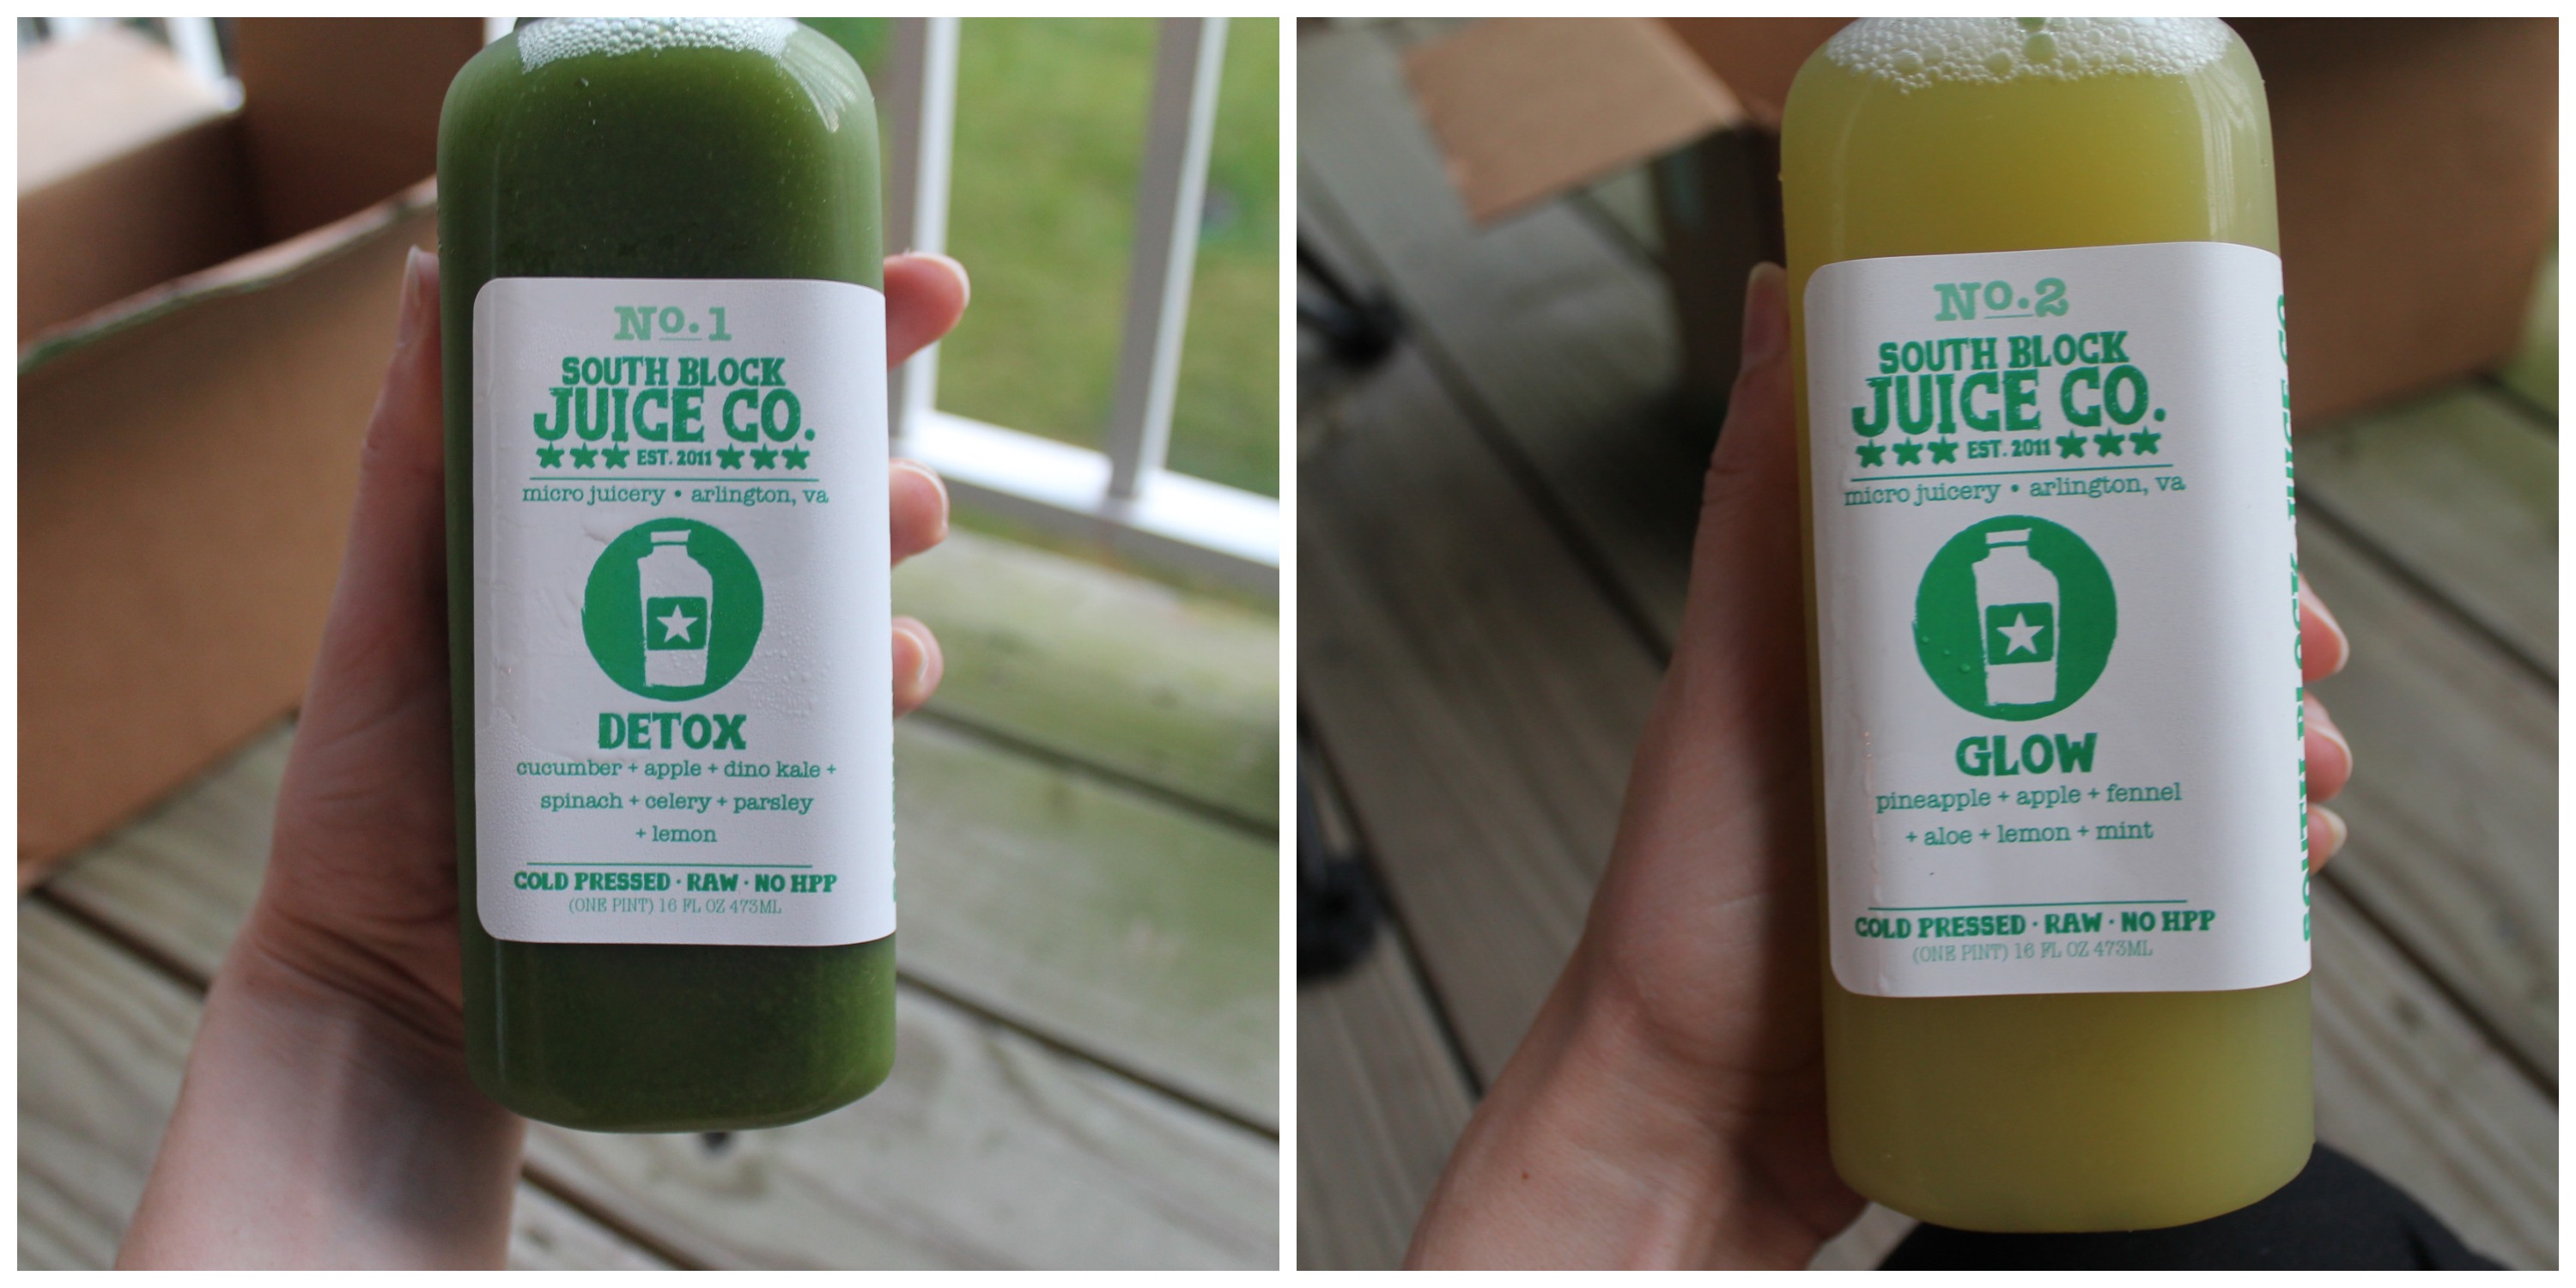 No.1
SOUTH BLOCK
JUICE CO.
EST. 2011
micro juicery • arlington, va
DETOX
cucumber + apple + dino kale +
spinach + celery + parsley
+ lemon
COLD PRESSED · RAW · NO HPP
(ONE PINT) 16 FL OZ 473ML
No.2
SOUTH BLOCK
JUICE CO.
EST. 2011
micro juicery • arlington, va
GLOW
pineapple + apple + fennel
+ aloe + lemon + mint
COLD PRESSED · RAW · NO HPP
(ONE PINT) 16 FL OZ 473ML